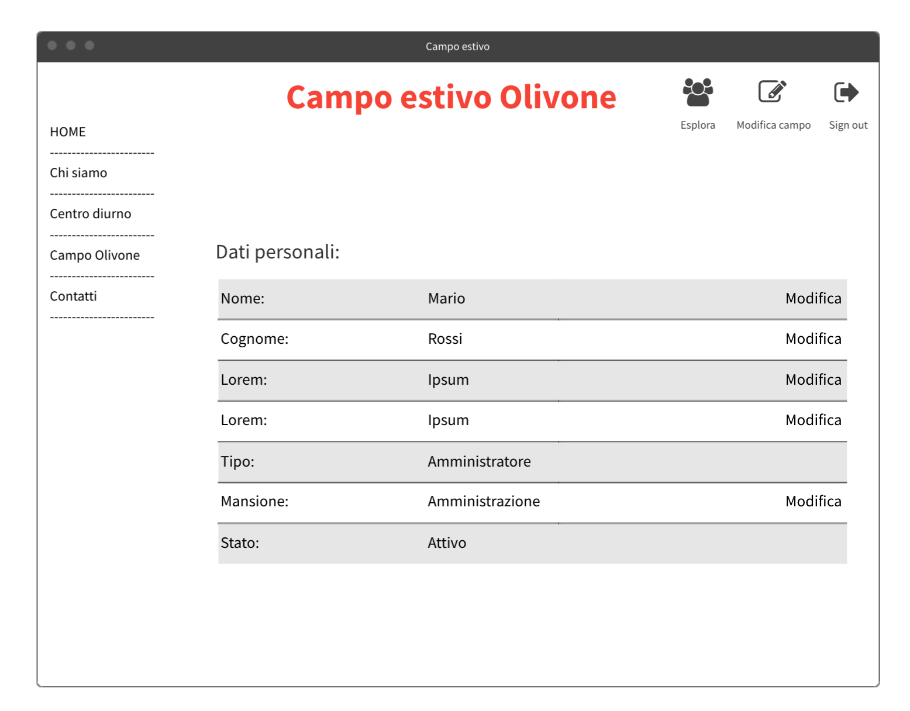 Campo estivo
Campo estivo Olivone
Esplora Modifica campo Sign out
HOME
------------------------
Chi siamo
------------------------
Centro diurno
------------------------
Campo Olivone
------------------------
Contatti
------------------------
Dati personali:
Nome: Mario Modifica
Cognome: Rossi Modifica
Lorem: Ipsum Modifica
Lorem: Ipsum Modifica
Tipo: Amministratore
Mansione: Amministrazione Modifica
Stato: Attivo